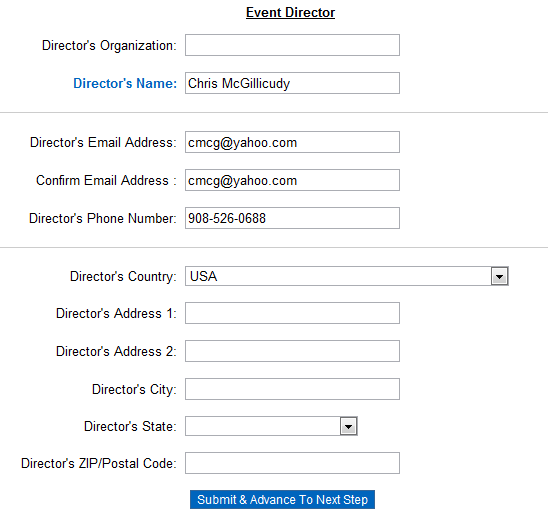 Event Director
Director's Organization:
Director's Name: Chris McGillicudy
Director's Email Address: cmcg@yahoo.com
Confirm Email Address : cmcg@yahoo.com
Director's Phone Number: 908-526-0688
Director's Country: USA
Director's Address 1:
Director's Address 2:
Director's City:
Director's State:
Director's ZIP/Postal Code:
Submit & Advance To Next Step